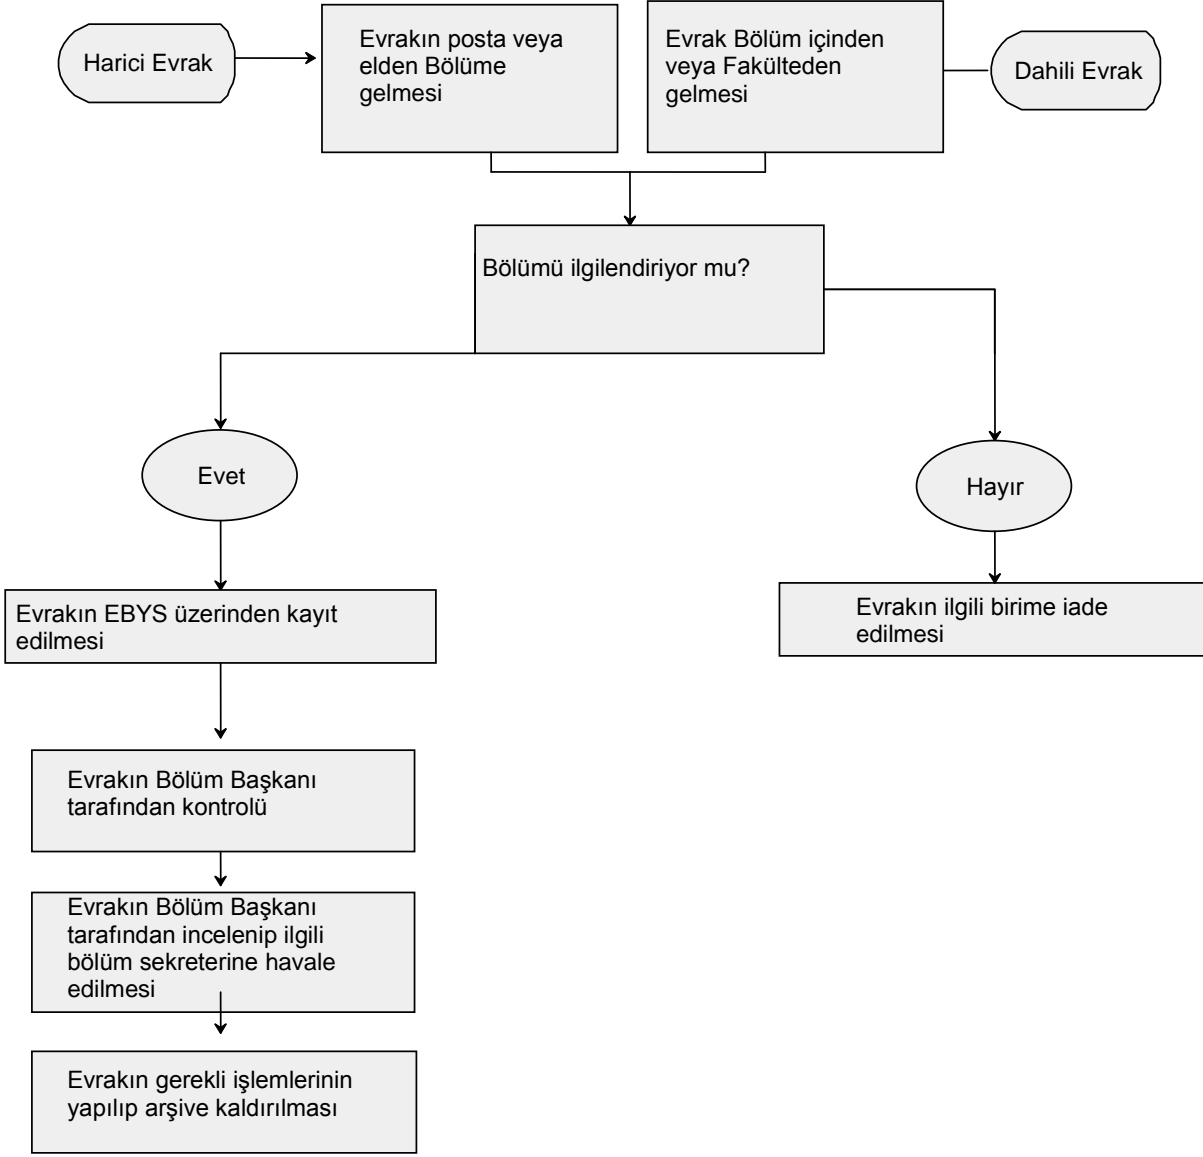 Harici Evrak
Evrakın posta veya
elden Bölüme
gelmesi
Evrak Bölüm içinden
veya Fakülteden
gelmesi
Dahili Evrak
Bölümü ilgilendiriyor mu?
Evet
Hayır
Evrakın EBYS üzerinden kayıt
edilmesi
Evrakın ilgili birime iade
edilmesi
Evrakın Bölüm Başkanı
tarafından kontrolü
Evrakın Bölüm Başkanı
tarafından incelenip ilgili
bölüm sekreterine havale
edilmesi
Evrakın gerekli işlemlerinin
yapılıp arşive kaldırılması